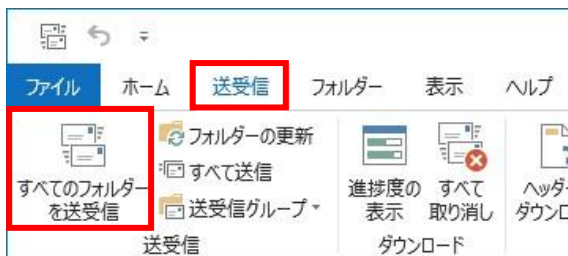 ファイル ホーム 送受信 フォルダー 表示 ヘルプ
すべてのフォルダー
を送受信
フォルダーの更新
すべて送信
送受信グループ
進捗度の
表示
すべて
取り消し
ヘッダー
ダウンロ
送受信
ダウンロード